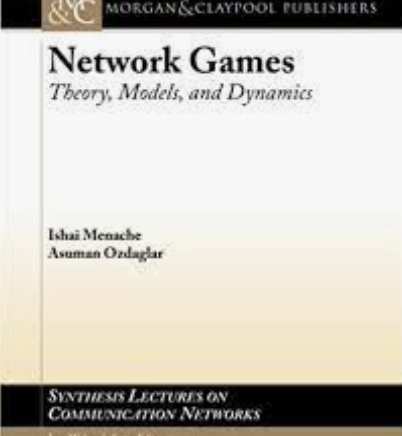 M&C MORGAN & CLAYPOOL PUBLISHERS
Network Games
Theory, Models, and Dynamics
Ishai Menache
Asuman Ozdaglar
SYNTHESIS LECTURES ON
COMMUNICATION NETWORKS